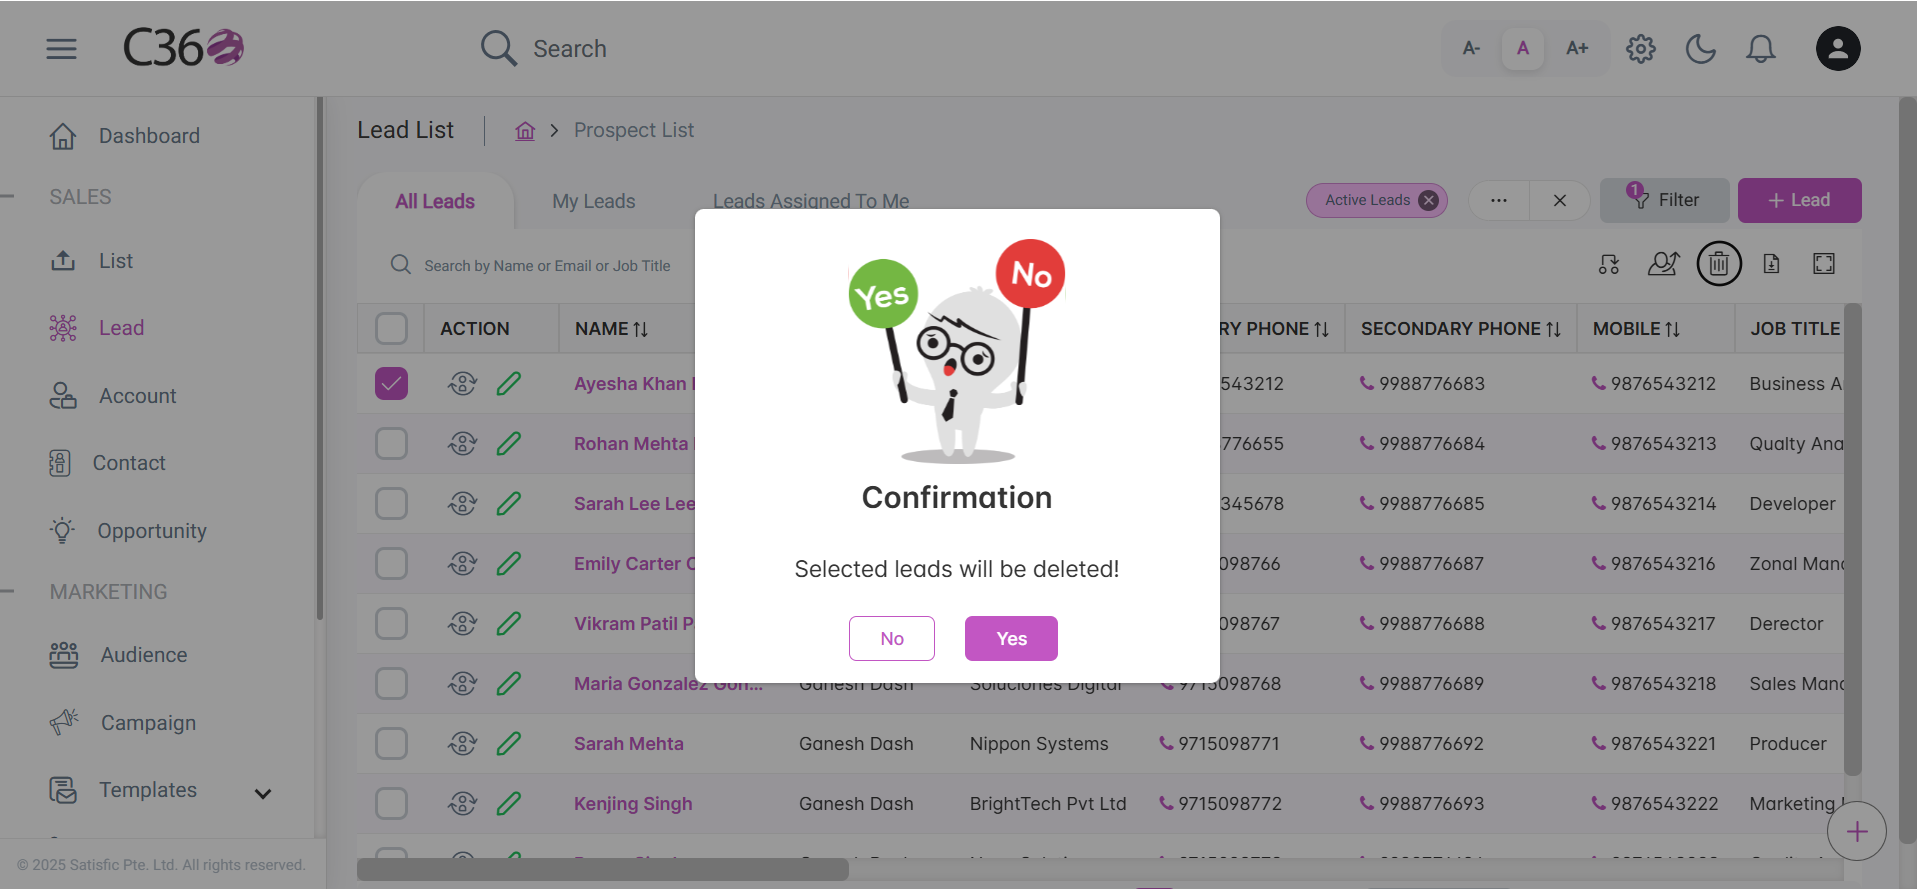 C360
Search
A-
A
A+
Dashboard
SALES
List
Lead
Account
Contact
Opportunity
MARKETING
Audience
Campaign
Templates
© 2025 Satisfic Pte. Ltd. All rights reserved.
Lead List
Prospect List
All Leads
My Leads
Leads Assigned To Me
Active Leads
1
Filter
+ Lead
Search by Name or Email or Job Title
ACTION NAME RY PHONE SECONDARY PHONE MOBILE JOB TITLE
Ayesha Khan 543212 9988776683 9876543212 Business A
Rohan Mehta 776655 9988776684 9876543213 Qualty Ana
Sarah Lee Lee 345678 9988776685 9876543214 Developer
Emily Carter C 098766 9988776687 9876543216 Zonal Mana
Vikram Patil P 098767 9988776688 9876543217 Derector
Maria Gonzalez Gon... Ganesh Dash Soluciones Digital 9715098768 9988776689 9876543218 Sales Mana
Sarah Mehta Ganesh Dash Nippon Systems 9715098771 9988776692 9876543221 Producer
Kenjing Singh Ganesh Dash BrightTech Pvt Ltd 9715098772 9988776693 9876543222 Marketing
Yes
No
Confirmation
Selected leads will be deleted!
No
Yes